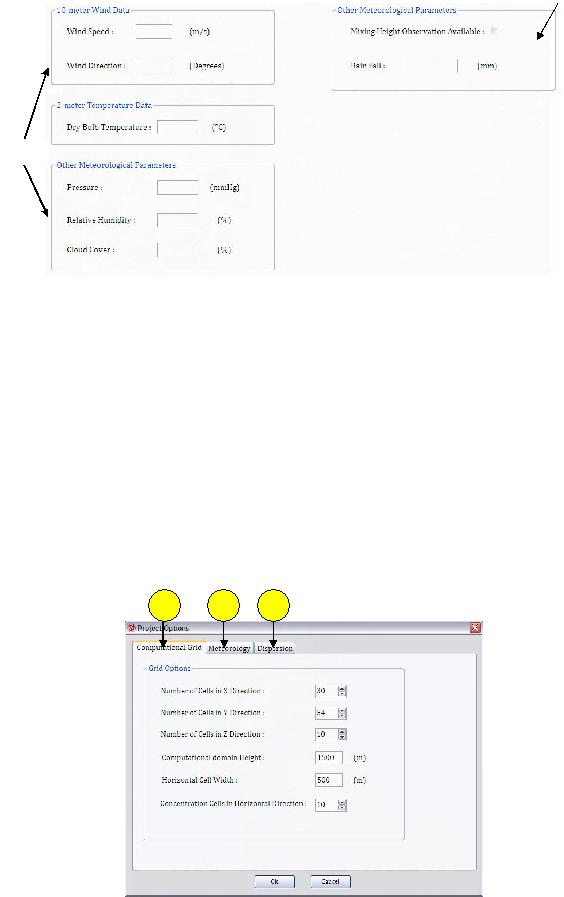 10-meter Wind Data
Wind Speed : (m/s)
Wind Direction : (Degrees)
2-meter Temperature Data
Dry Bulb Temperature : (°C)
Other Meteorological Parameters
Pressure : (mmHg)
Relative Humidity : (%)
Cloud Cover : (%)
Other Meteorological Parameters
Mixing Height Observation Available :
Rain Fall : (mm)
Project Options
Computational Grid Meteorology Dispersion
Grid Options
Number of Cells in X Direction : 30
Number of Cells in Y Direction : 54
Number of Cells in Z Direction : 10
Computational domain Height : 1500 (m)
Horizontal Cell Width : 500 (m)
Concentration Cells in Horizontal Direction : 10
Ok Cancel